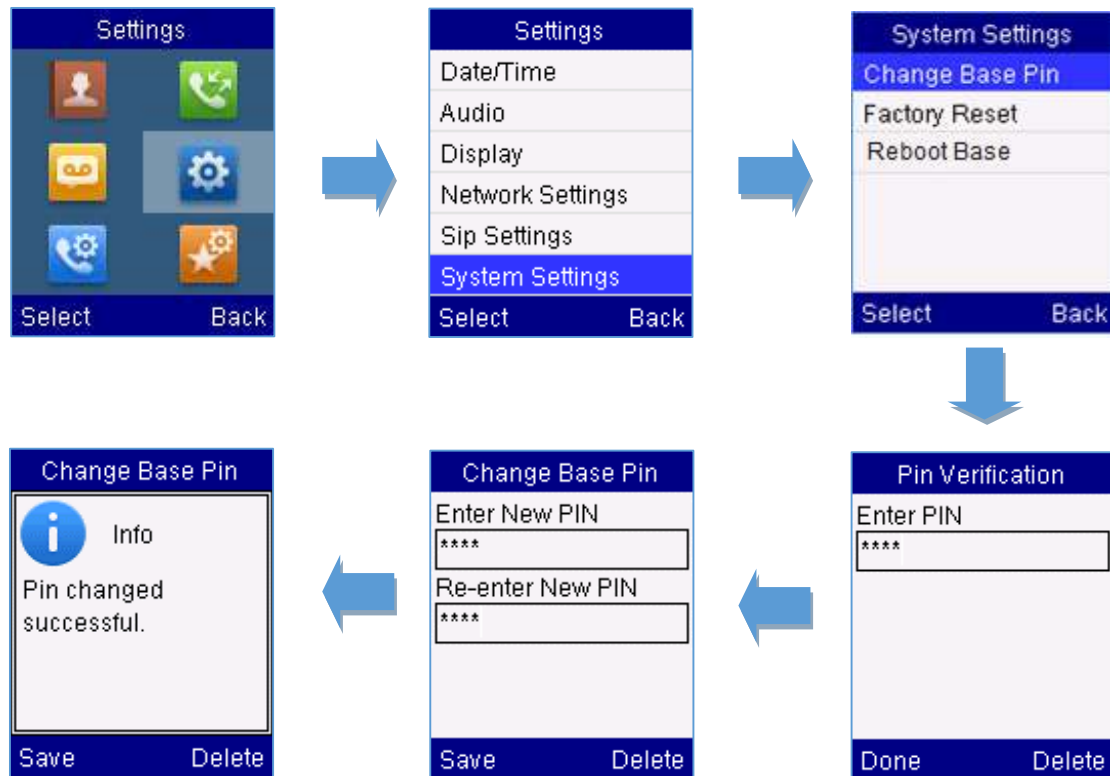 Settings
Select Back
Settings
Date/Time
Audio
Display
Network Settings
Sip Settings
System Settings
Select Back
System Settings
Change Base Pin
Factory Reset
Reboot Base
Select Back
Pin Verification
Enter PIN
****
Done Delete
Change Base Pin
Enter New PIN
****
Re-enter New PIN
****
Save Delete
Change Base Pin
i Info
Pin changed
successful.
Save Delete